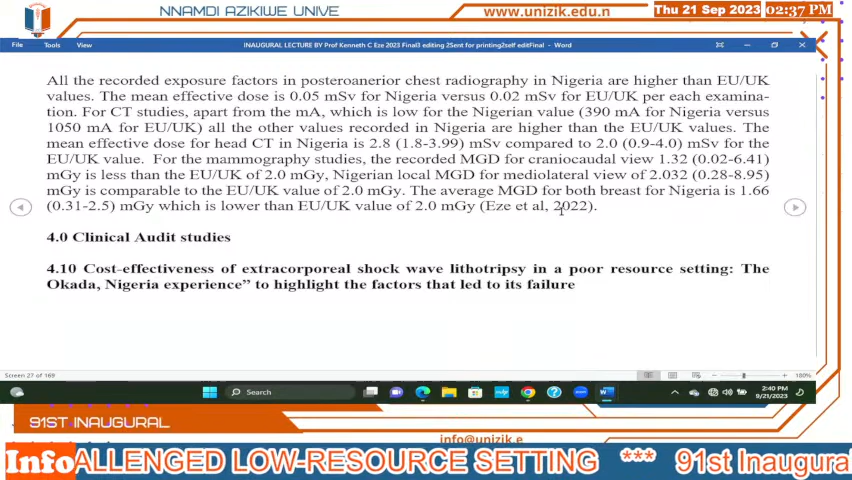 NNAMDI AZIKIWE UNIVE
www.unizik.edu.n
Thu 21 Sep 2023 02:37 PM
File Tools View
INAUGURAL LECTURE BY Prof Kenneth C Eze 2023 Final3 editing 2Sent for printing2self editFinal - Word
All the recorded exposure factors in posteroanerior chest radiography in Nigeria are higher than EU/UK
values. The mean effective dose is 0.05 mSv for Nigeria versus 0.02 mSv for EU/UK per each examina-
tion. For CT studies, apart from the mA, which is low for the Nigerian value (390 mA for Nigeria versus
1050 mA for EU/UK) all the other values recorded in Nigeria are higher than the EU/UK values. The
mean effective dose for head CT in Nigeria is 2.8 (1.8-3.99) mSv compared to 2.0 (0.9-4.0) mSv for the
EU/UK value. For the mammography studies, the recorded MGD for craniocaudal view 1.32 (0.02-6.41)
mGy is less than the EU/UK of 2.0 mGy, Nigerian local MGD for mediolateral view of 2.032 (0.28-8.95)
mGy is comparable to the EU/UK value of 2.0 mGy. The average MGD for both breast for Nigeria is 1.66
(0.31-2.5) mGy which is lower than EU/UK value of 2.0 mGy (Eze et al, 2022).
4.0 Clinical Audit studies
4.10 Cost-effectiveness of extracorporeal shock wave lithotripsy in a poor resource setting: The
Okada, Nigeria experience” to highlight the factors that led to its failure
Screen 27 of 169
180%
Search
2:40 PM
9/21/2023
91ST INAUGURAL
info@unizik.e
Info ALLENGED LOW-RESOURCE SETTING *** 91st Inaugura